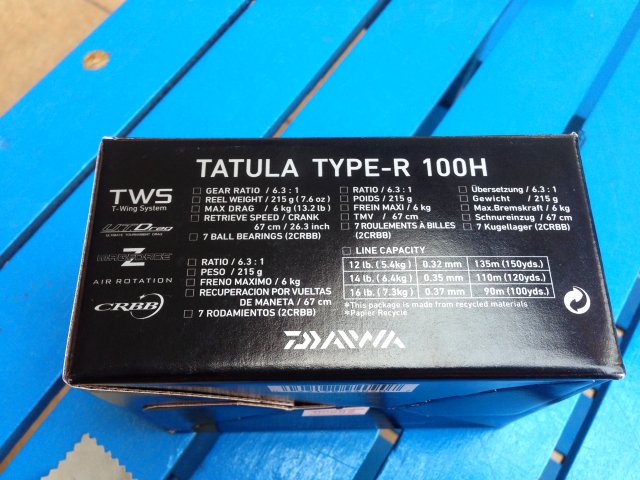 TATULA TYPE-R 100H
TWS
T-Wing System
UTD Drag
ULTIMATE TOURNAMENT DRAG
MAGFORCE Z
AIR ROTATION
CRBB
GEAR RATIO / 6.3 : 1
REEL WEIGHT / 215 g ( 7.6 oz )
MAX DRAG / 6 kg (13.2 lb )
RETRIEVE SPEED / CRANK
67 cm / 26.3 inch
7 BALL BEARINGS (2CRBB)
RATIO / 6.3 : 1
PESO / 215 g
FRENO MAXIMO / 6 kg
RECUPERACION POR VUELTAS
DE MANETA / 67 cm
7 RODAMIENTOS (2CRBB)
RATIO / 6.3 : 1
POIDS / 215 g
FREIN MAXI / 6 kg
TMV / 67 cm
7 ROULEMENTS À BILLES
(2CRBB)
Übersetzung / 6.3 : 1
Gewicht / 215 g
Max.Bremskraft / 6 kg
Schnureinzug / 67 cm
7 Kugellager (2CRBB)
LINE CAPACITY
12 lb. ( 5.4kg ) 0.32 mm 135m (150yds.)
14 lb. ( 6.4kg ) 0.35 mm 110m (120yds.)
16 lb. ( 7.3kg ) 0.37 mm 90m (100yds.)
*This package is made from recycled materials
*Papier Recyclé
DAIWA